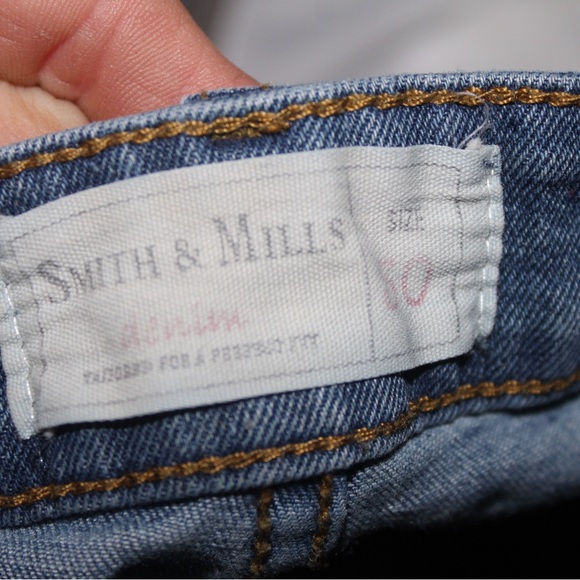 SMITH & MILLS
denim
TAILORED FOR A PERFECT FIT
SIZE
10